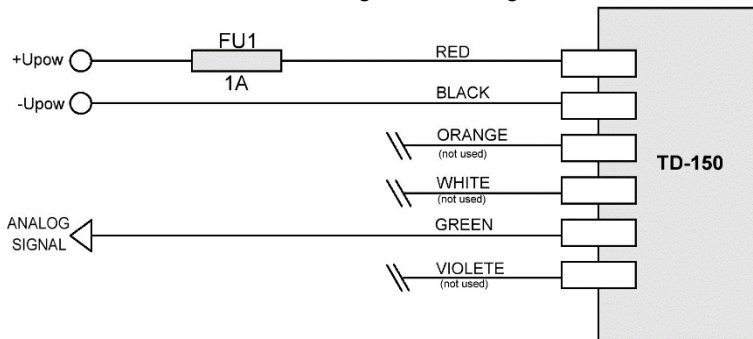 FU1
+Upow
RED
1A
-Upow
BLACK
ORANGE
(not used)
TD-150
WHITE
(not used)
ANALOG
SIGNAL
GREEN
VIOLETE
(not used)